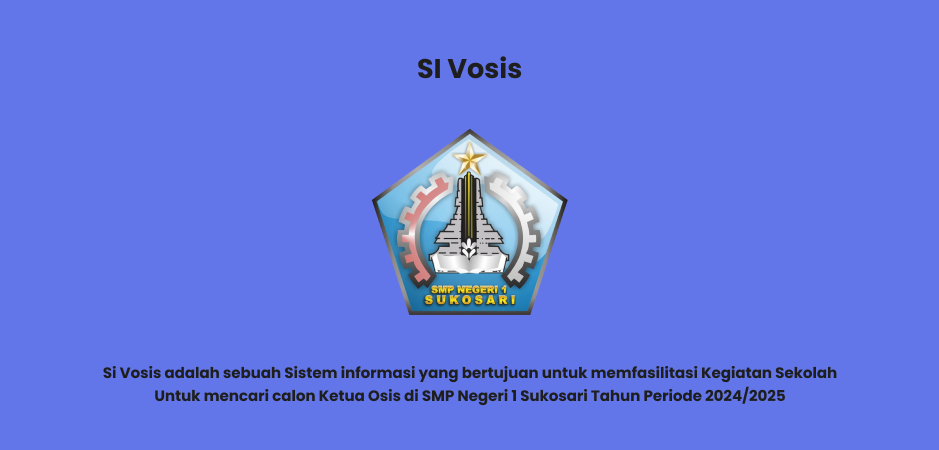 SI Vosis
SMP NEGERI 1
SUKOSARI
Si Vosis adalah sebuah Sistem informasi yang bertujuan untuk memfasilitasi Kegiatan Sekolah
Untuk mencari calon Ketua Osis di SMP Negeri 1 Sukosari Tahun Periode 2024/2025